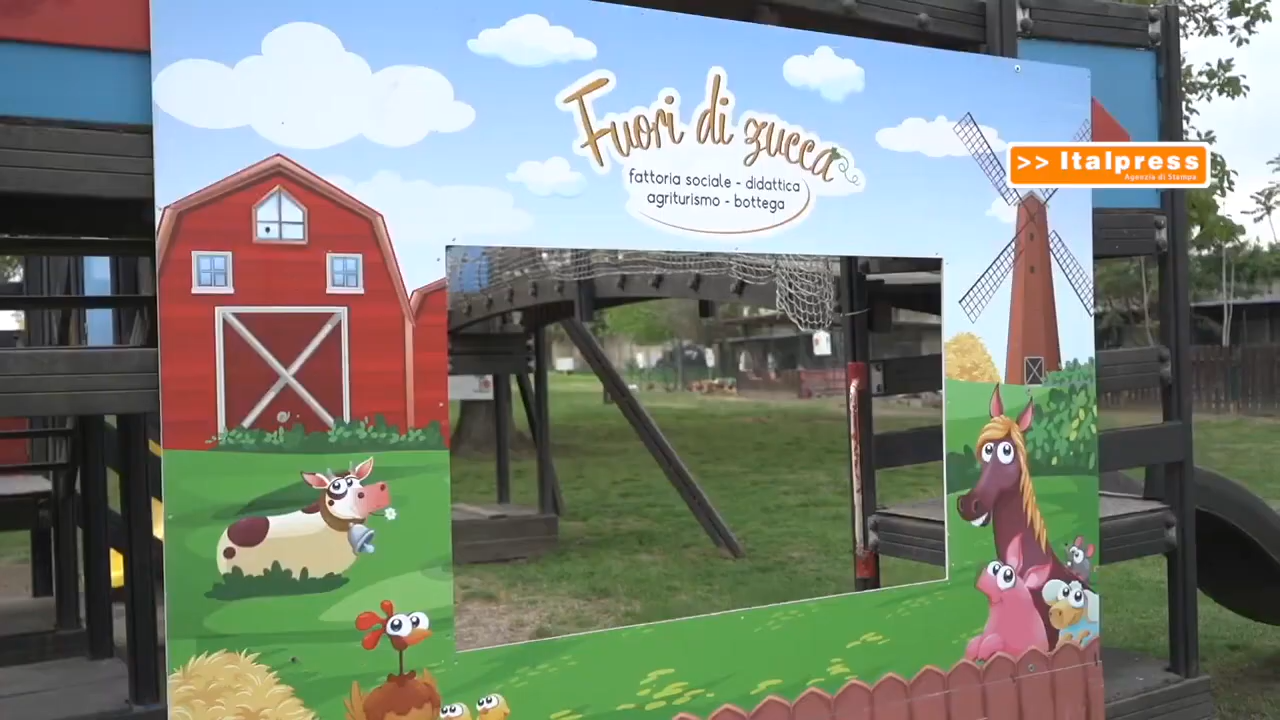 Fuori di zucca
fattoria sociale - didattica
agriturismo - bottega
>> Italpress
Agenzia di Stampa